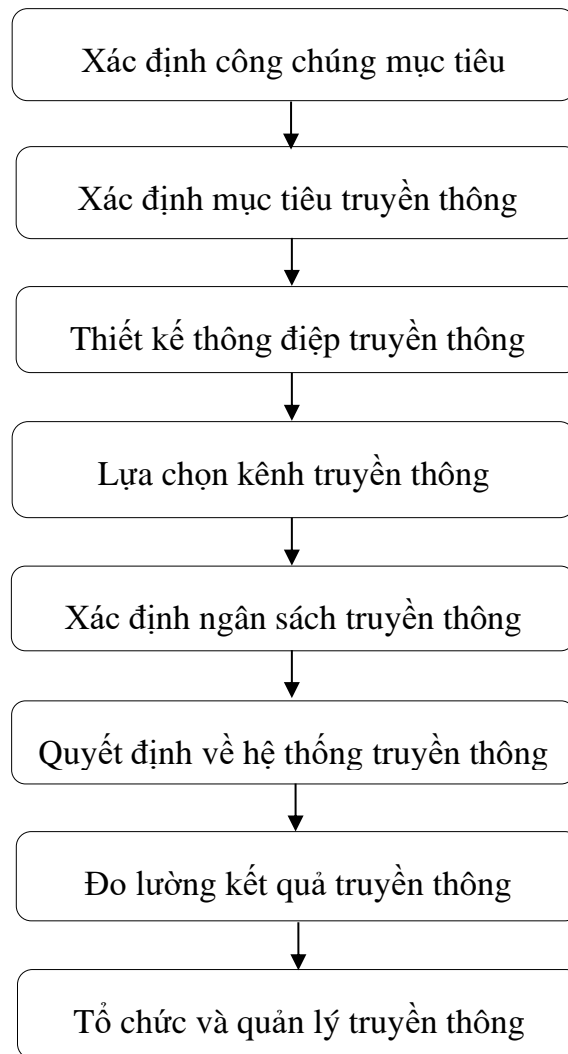 Xác định công chúng mục tiêu
Xác định mục tiêu truyền thông
Thiết kế thông điệp truyền thông
Lựa chọn kênh truyền thông
Xác định ngân sách truyền thông
Quyết định về hệ thống truyền thông
Đo lường kết quả truyền thông
Tổ chức và quản lý truyền thông